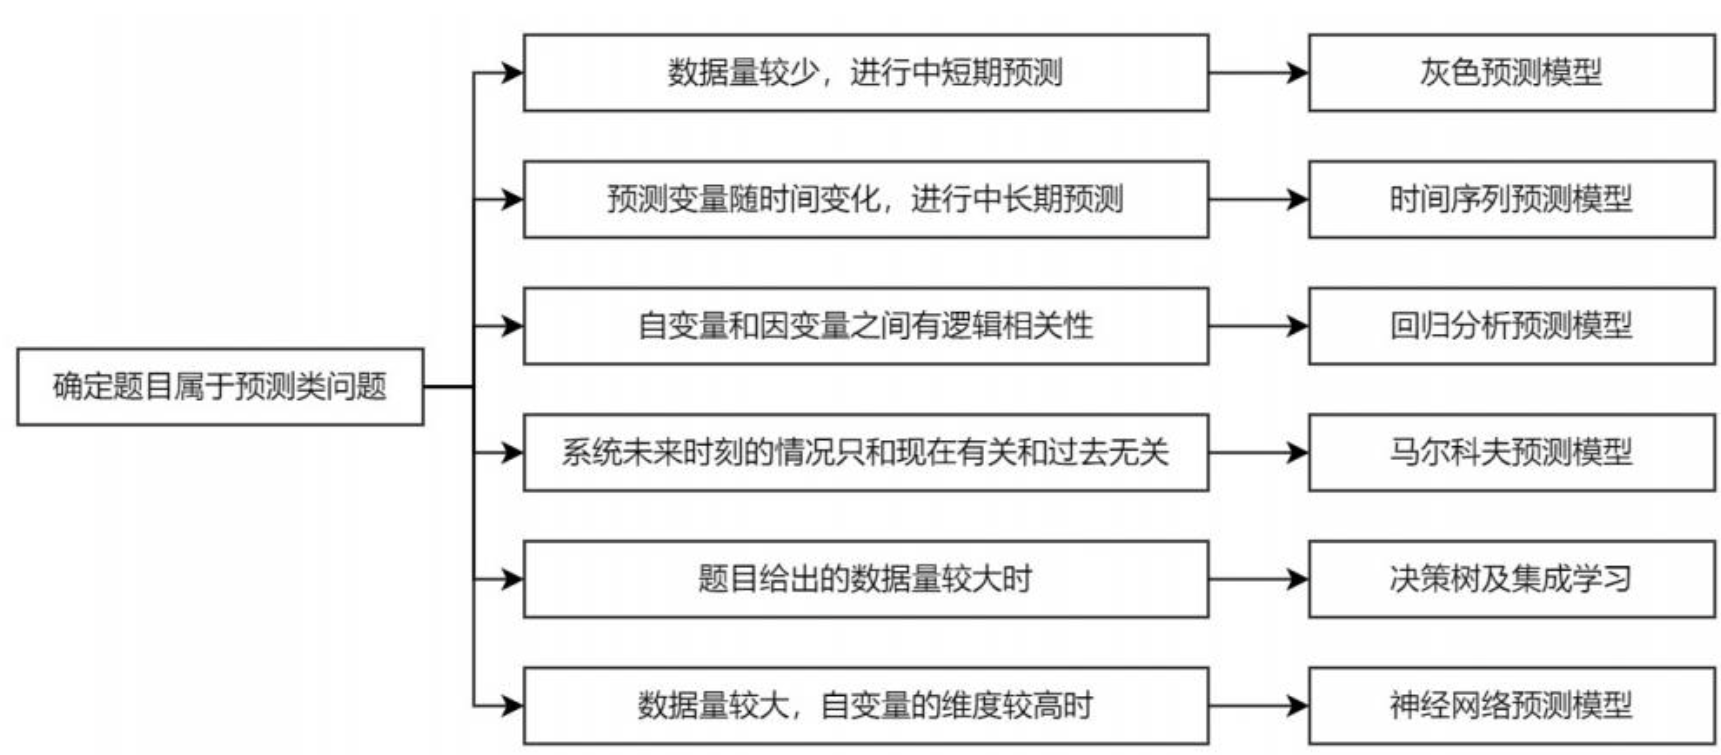 数据量较少，进行中短期预测
灰色预测模型
预测变量随时间变化，进行中长期预测
时间序列预测模型
自变量和因变量之间有逻辑相关性
回归分析预测模型
确定题目属于预测类问题
系统未来时刻的情况只和现在有关和过去无关
马尔科夫预测模型
题目给出的数据量较大时
决策树及集成学习
数据量较大，自变量的维度较高时
神经网络预测模型